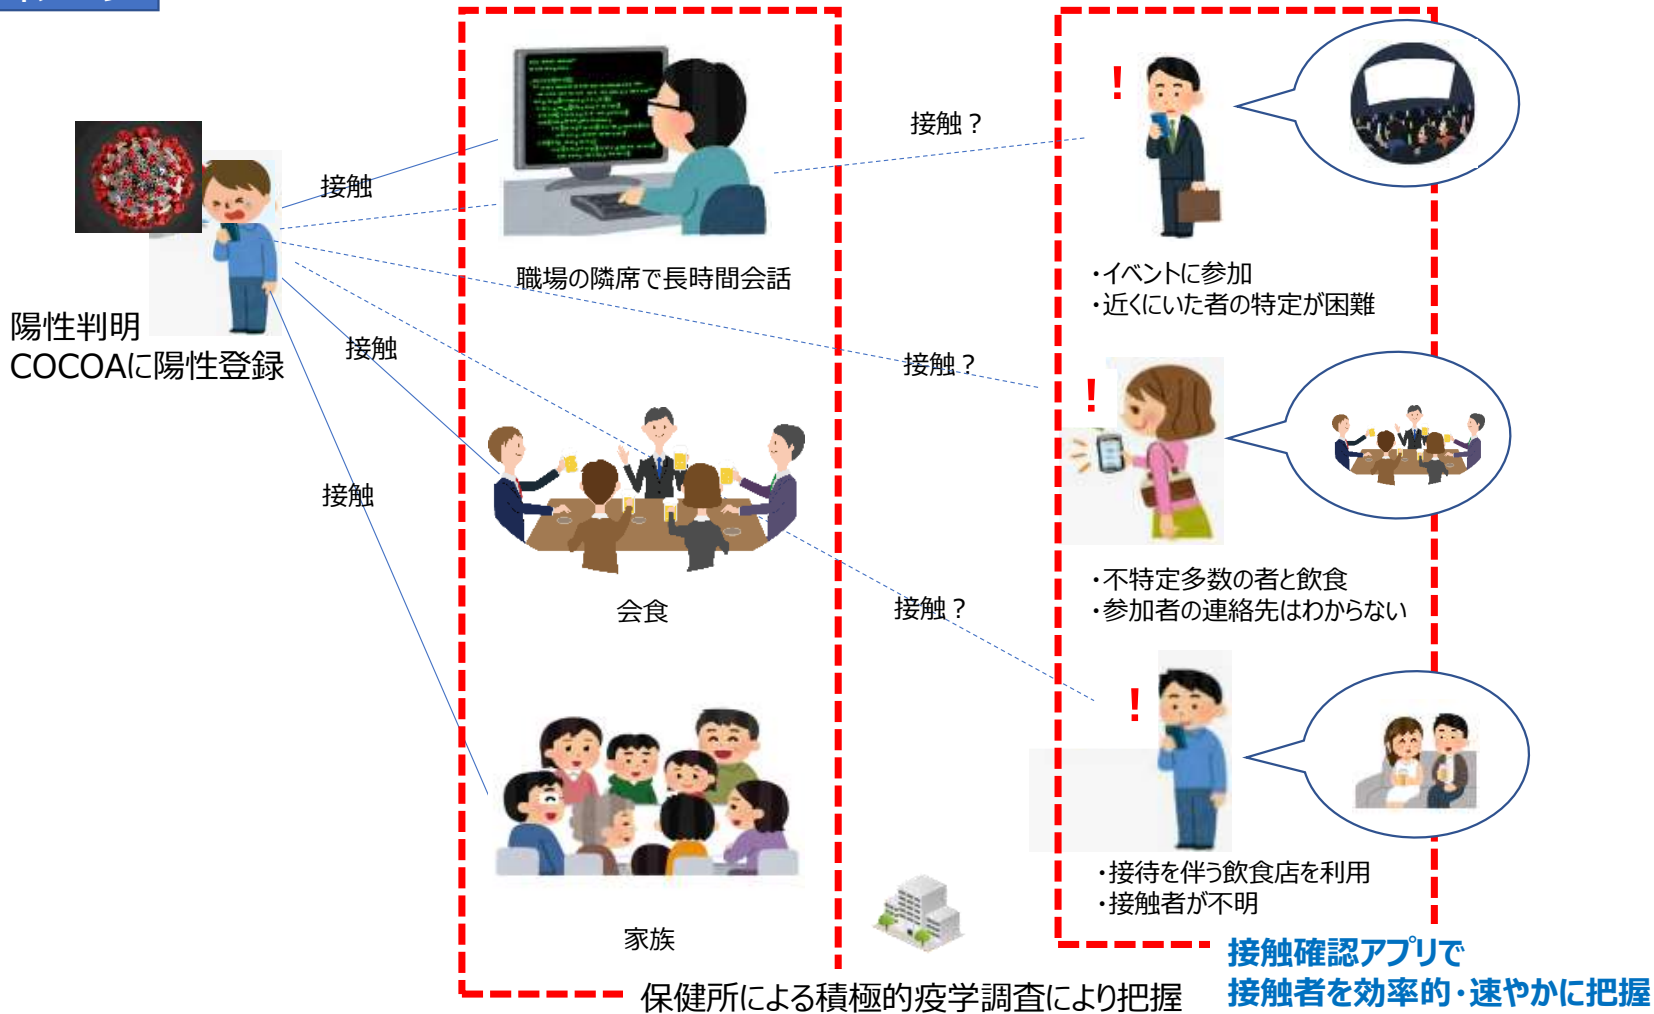 接触
接触？
職場の隣席で長時間会話
・イベントに参加
・近くにいた者の特定が困難
陽性判明
COCOAに陽性登録
接触
接触？
接触
会食
接触？
・不特定多数の者と飲食
・参加者の連絡先はわからない
・接待を伴う飲食店を利用
・接触者が不明
家族
保健所による積極的疫学調査により把握
接触確認アプリで
接触者を効率的・速やかに把握